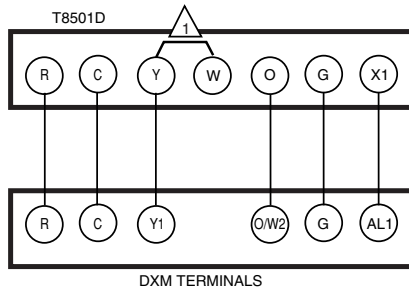 T8501D
1
R C Y W O G X1
R C Y1 O/W2 G AL1
DXM TERMINALS